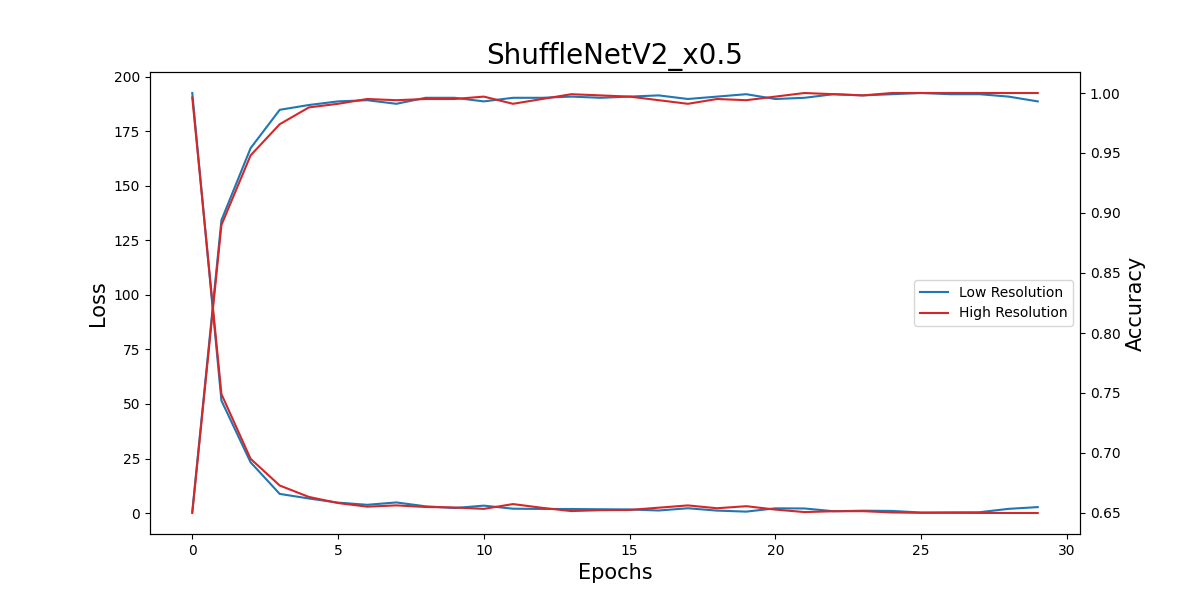 ShuffleNetV2_x0.5
200
175
150
125
100
75
50
25
0
Loss
1.00
0.95
0.90
0.85
0.80
0.75
0.70
0.65
Accuracy
Low Resolution
High Resolution
0 5 10 15 20 25 30
Epochs